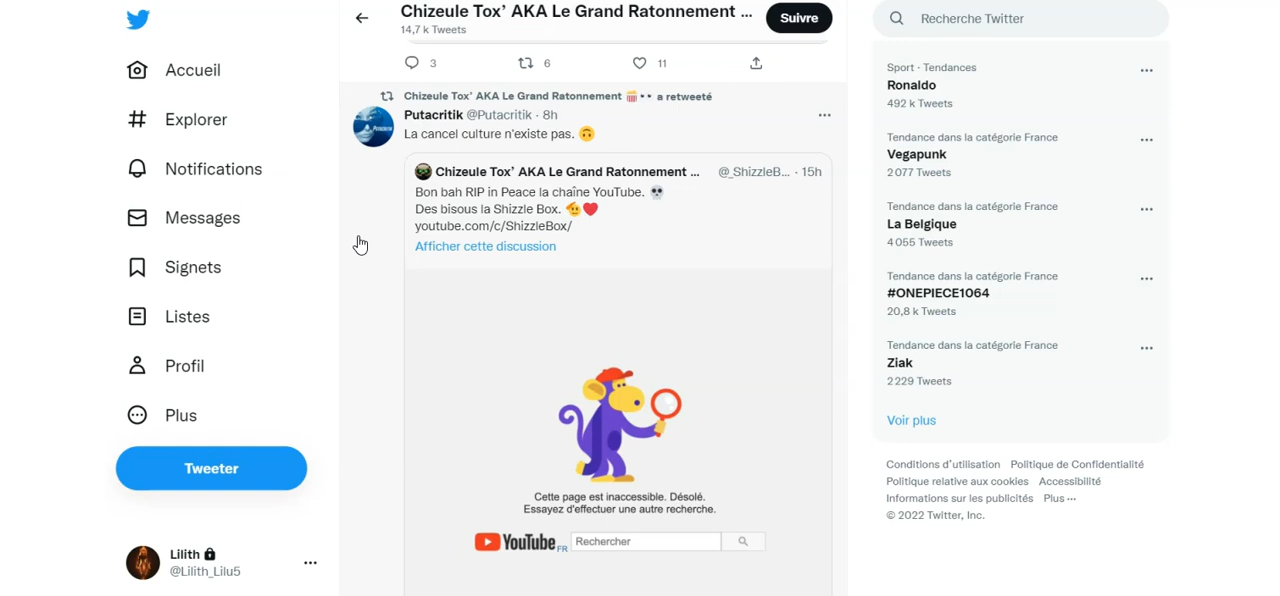 Accueil
Explorer
Notifications
Messages
Signets
Listes
Profil
Plus
Tweeter
Lilith
@Lilith_Lilu5
Chizeule Tox’ AKA Le Grand Ratonnement ...
14,7 k Tweets
Suivre
3 6 11
Chizeule Tox’ AKA Le Grand Ratonnement 🍿 •• a retweeté
Putacritik @Putacritik · 8h
La cancel culture n'existe pas. 🙃
Chizeule Tox’ AKA Le Grand Ratonnement ... @_ShizzleB... · 15h
Bon bah RIP in Peace la chaîne YouTube. 💀
Des bisous la Shizzle Box. 🫡❤️
youtube.com/c/ShizzleBox/
Afficher cette discussion
Cette page est inaccessible. Désolé.
Essayez d'effectuer une autre recherche.
YouTube FR Rechercher
Recherche Twitter
Sport · Tendances
Ronaldo
492 k Tweets
Tendance dans la catégorie France
Vegapunk
2 077 Tweets
Tendance dans la catégorie France
La Belgique
4 055 Tweets
Tendance dans la catégorie France
#ONEPIECE1064
20,8 k Tweets
Tendance dans la catégorie France
Ziak
2 229 Tweets
Voir plus
Conditions d’utilisation Politique de Confidentialité
Politique relative aux cookies Accessibilité
Informations sur les publicités Plus ···
© 2022 Twitter, Inc.